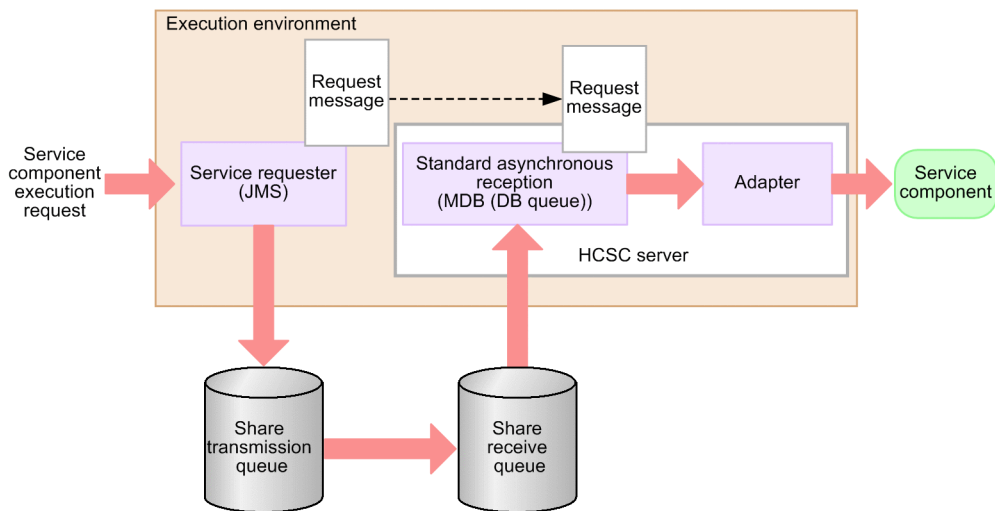 Execution environment
Request
message
Request
message
Service
component
execution
request
Service requester
(JMS)
Standard asynchronous
reception
(MDB (DB queue))
Adapter
Service
component
HCSC server
Share
transmission
queue
Share
receive
queue